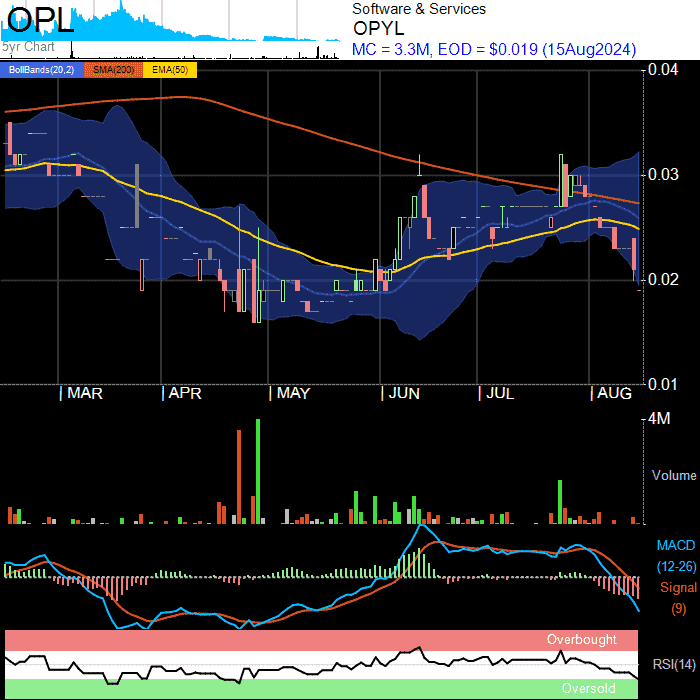 OPL
5yr Chart
Software & Services
OPYL
MC = 3.3M, EOD = $0.019 (15Aug2024)
BollBands(20,2) SMA(200) EMA(50)
0.04
0.03
0.02
0.01
MAR APR MAY JUN JUL AUG
4M
Volume
MACD
(12-26)
Signal
(9)
Overbought
RSI(14)
Oversold